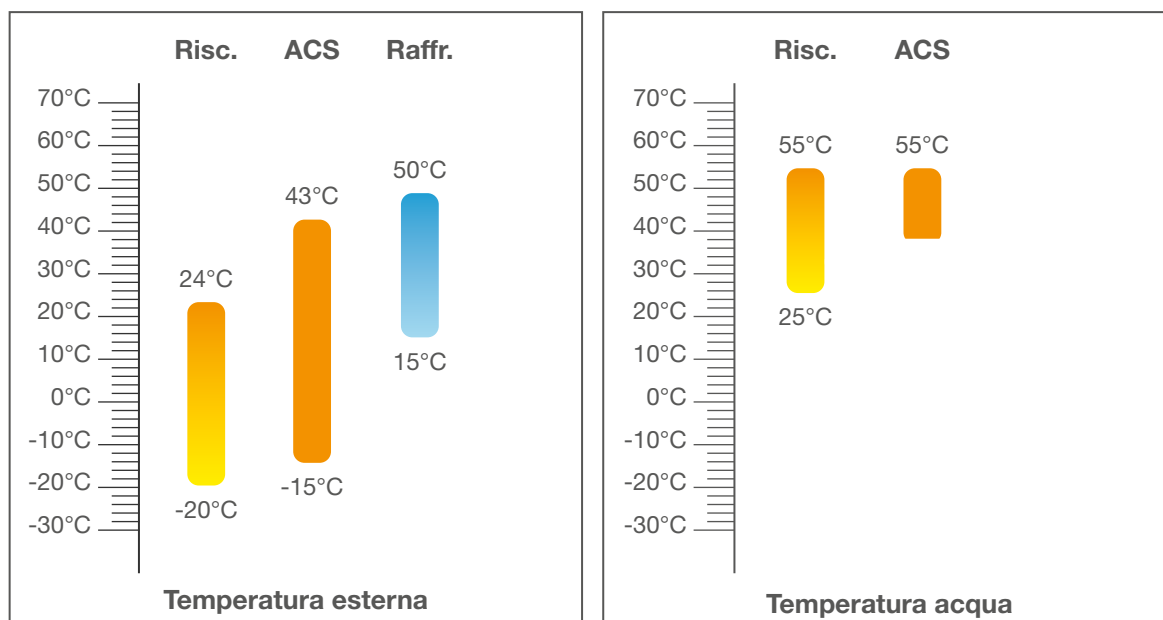 Risc. ACS Raffr.
70°C
60°C
50°C
40°C
30°C
20°C
10°C
0°C
-10°C
-20°C
-30°C
24°C
-20°C
43°C
-15°C
50°C
15°C
Temperatura esterna
Risc. ACS
70°C
60°C
50°C
40°C
30°C
20°C
10°C
0°C
-10°C
-20°C
-30°C
55°C
25°C
55°C
Temperatura acqua